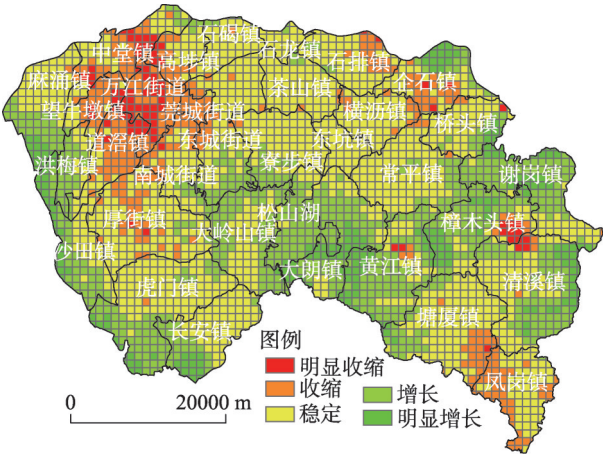 石碣镇
中堂镇
高埗镇
石龙镇
石排镇
企石镇
麻涌镇
万江街道
茶山镇
横沥镇
桥头镇
望牛墩镇
莞城街道
道滘镇
东城街道
东坑镇
洪梅镇
南城街道
寮步镇
常平镇
谢岗镇
厚街镇
松山湖
大岭山镇
樟木头镇
沙田镇
大朗镇
黄江镇
清溪镇
虎门镇
长安镇
塘厦镇
凤岗镇
图例
明显收缩
收缩
稳定
增长
明显增长
0 20000 m